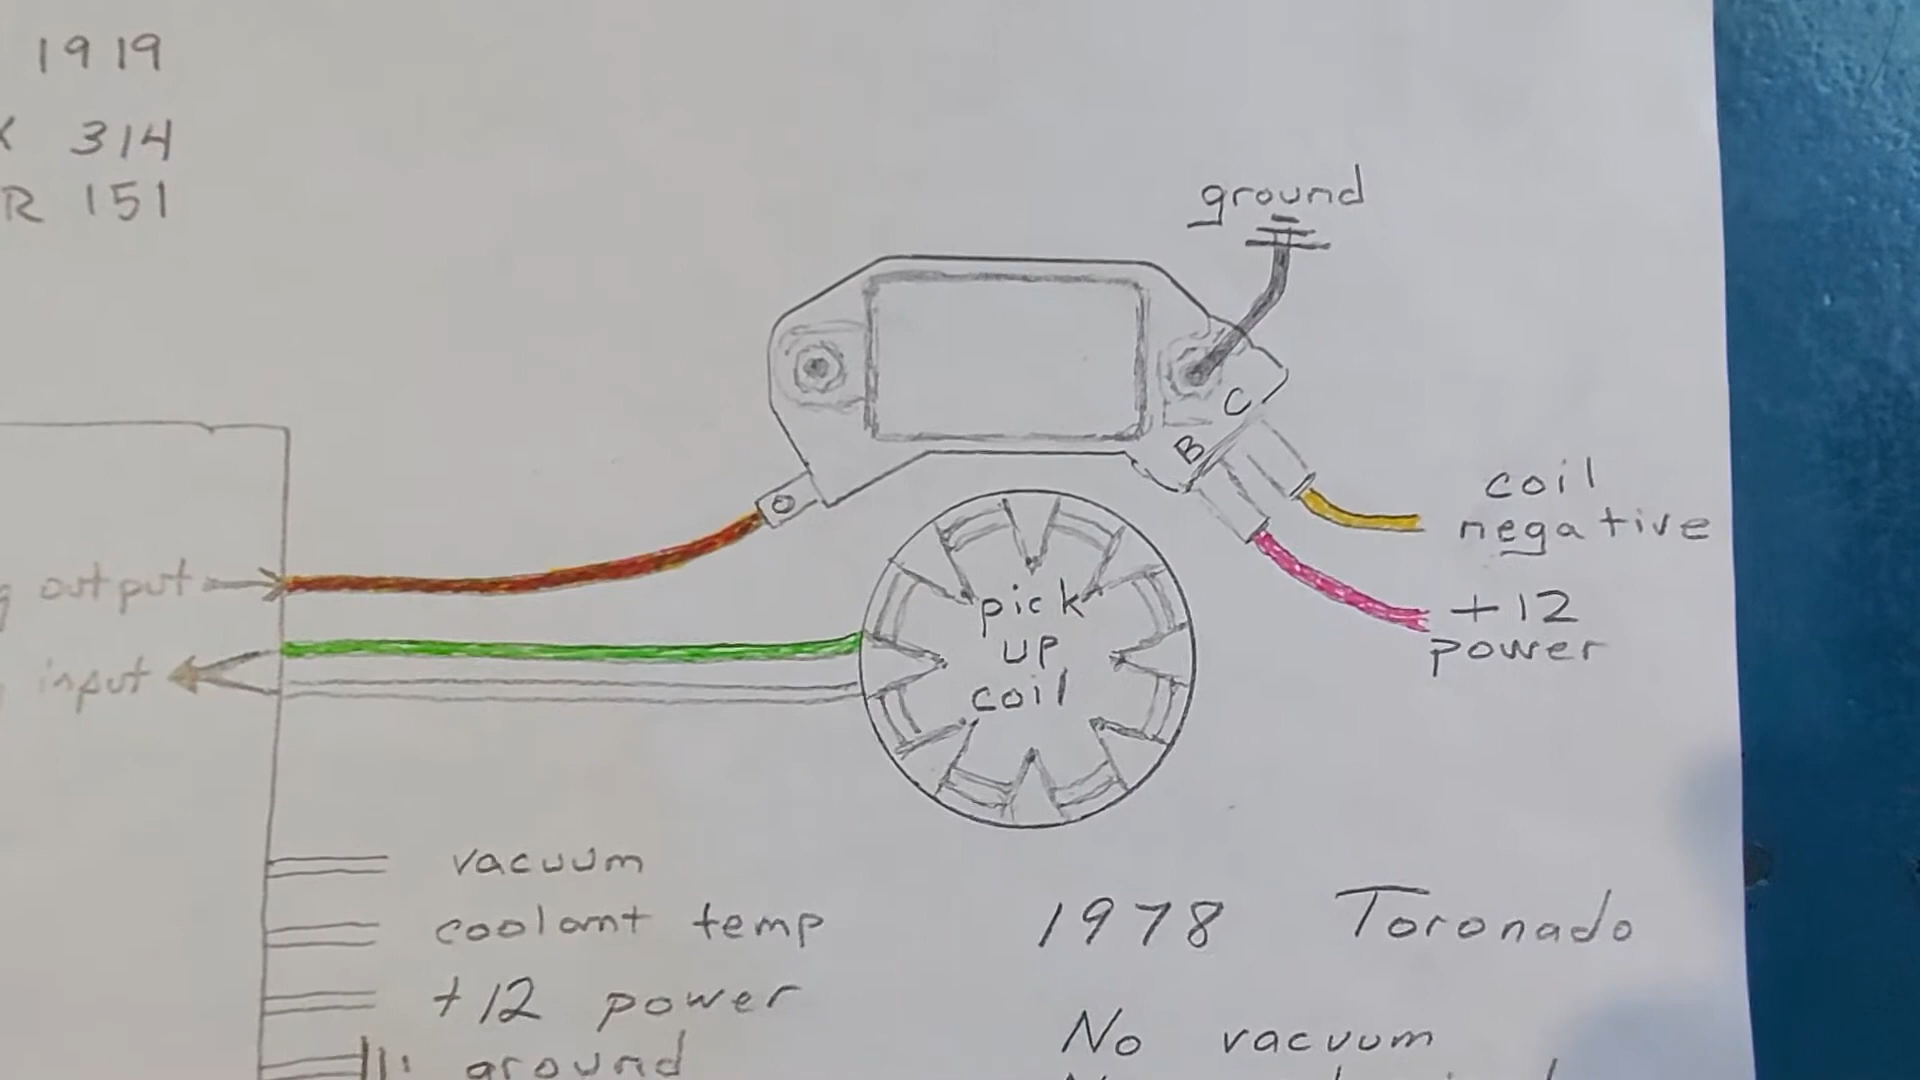 1919
314
R 151
ground
C
B
coil
negative
+12
power
output
input
pick
up
coil
vacuum
coolant temp
+12 power
ground
1978 Toronado
No vacuum